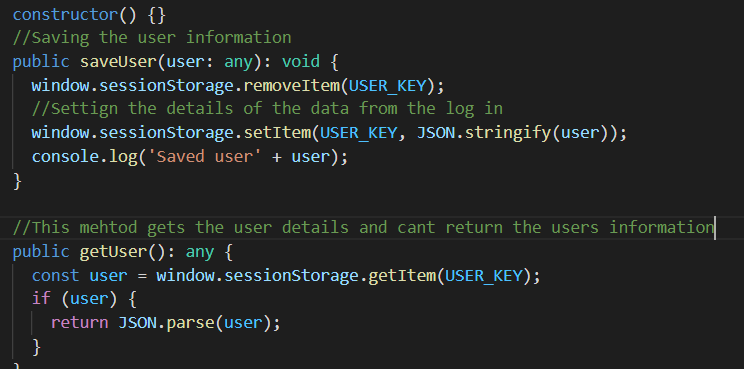 constructor() {}
//Saving the user information
public saveUser(user: any): void {
window.sessionStorage.removeItem(USER_KEY);
//Settign the details of the data from the log in
window.sessionStorage.setItem(USER_KEY, JSON.stringify(user));
console.log('Saved user' + user);
}
//This mehtod gets the user details and cant return the users information
public getUser(): any {
const user = window.sessionStorage.getItem(USER_KEY);
if (user) {
return JSON.parse(user);
}